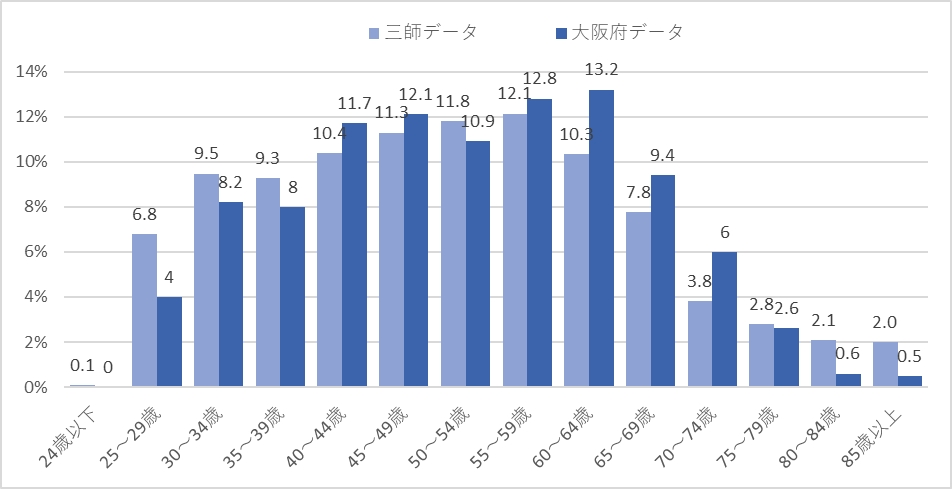 三師データ 大阪府データ
14%
12%
10%
8%
6%
4%
2%
0%
0.1 0
6.8 4
9.5 8.2
9.3 8
10.4 11.7
11.3 12.1
11.8 10.9
12.1 12.8
10.3 13.2
7.8 9.4
3.8 6
2.8 2.6
2.1 0.6
2.0 0.5
24歳以下
25～29歳
30～34歳
35～39歳
40～44歳
45～49歳
50～54歳
55～59歳
60～64歳
65～69歳
70～74歳
75～79歳
80～84歳
85歳以上